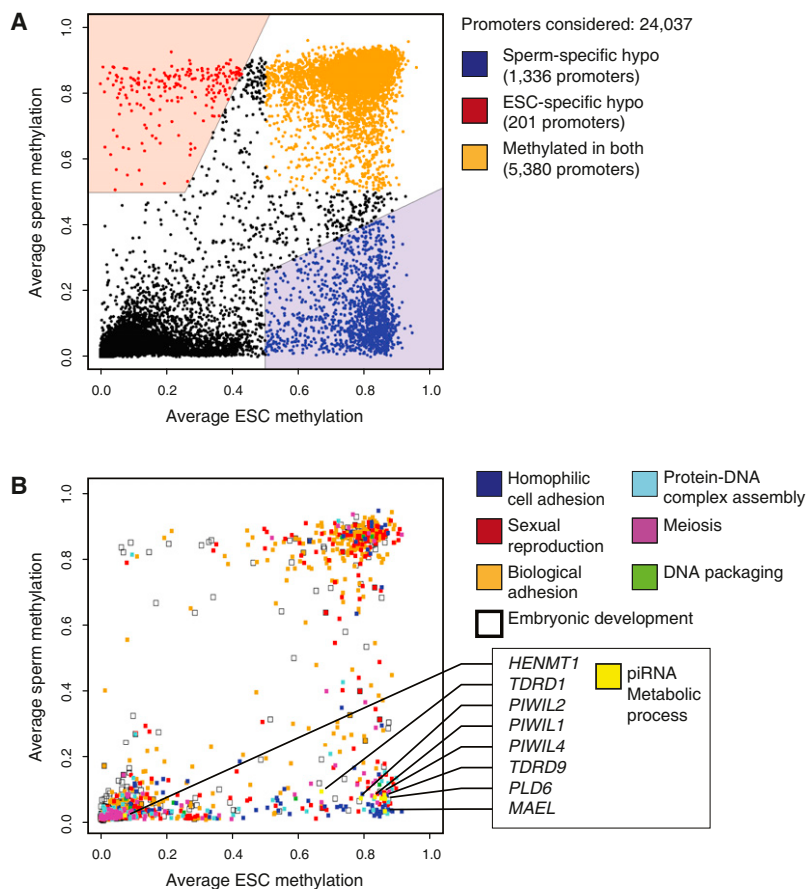 A
Promoters considered: 24,037
Sperm-specific hypo
(1,336 promoters)
ESC-specific hypo
(201 promoters)
Methylated in both
(5,380 promoters)
Average sperm methylation
1.0
0.8
0.6
0.4
0.2
0.0
0.0 0.2 0.4 0.6 0.8 1.0
Average ESC methylation
B
Homophilic
cell adhesion
Protein-DNA
complex assembly
Sexual
reproduction
Meiosis
Biological
adhesion
DNA packaging
Embryonic development
HENMT1
TDRD1
PIWIL2
PIWIL1
PIWIL4
TDRD9
PLD6
MAEL
piRNA
Metabolic
process
Average sperm methylation
1.0
0.8
0.6
0.4
0.2
0.0
0.0 0.2 0.4 0.6 0.8 1.0
Average ESC methylation